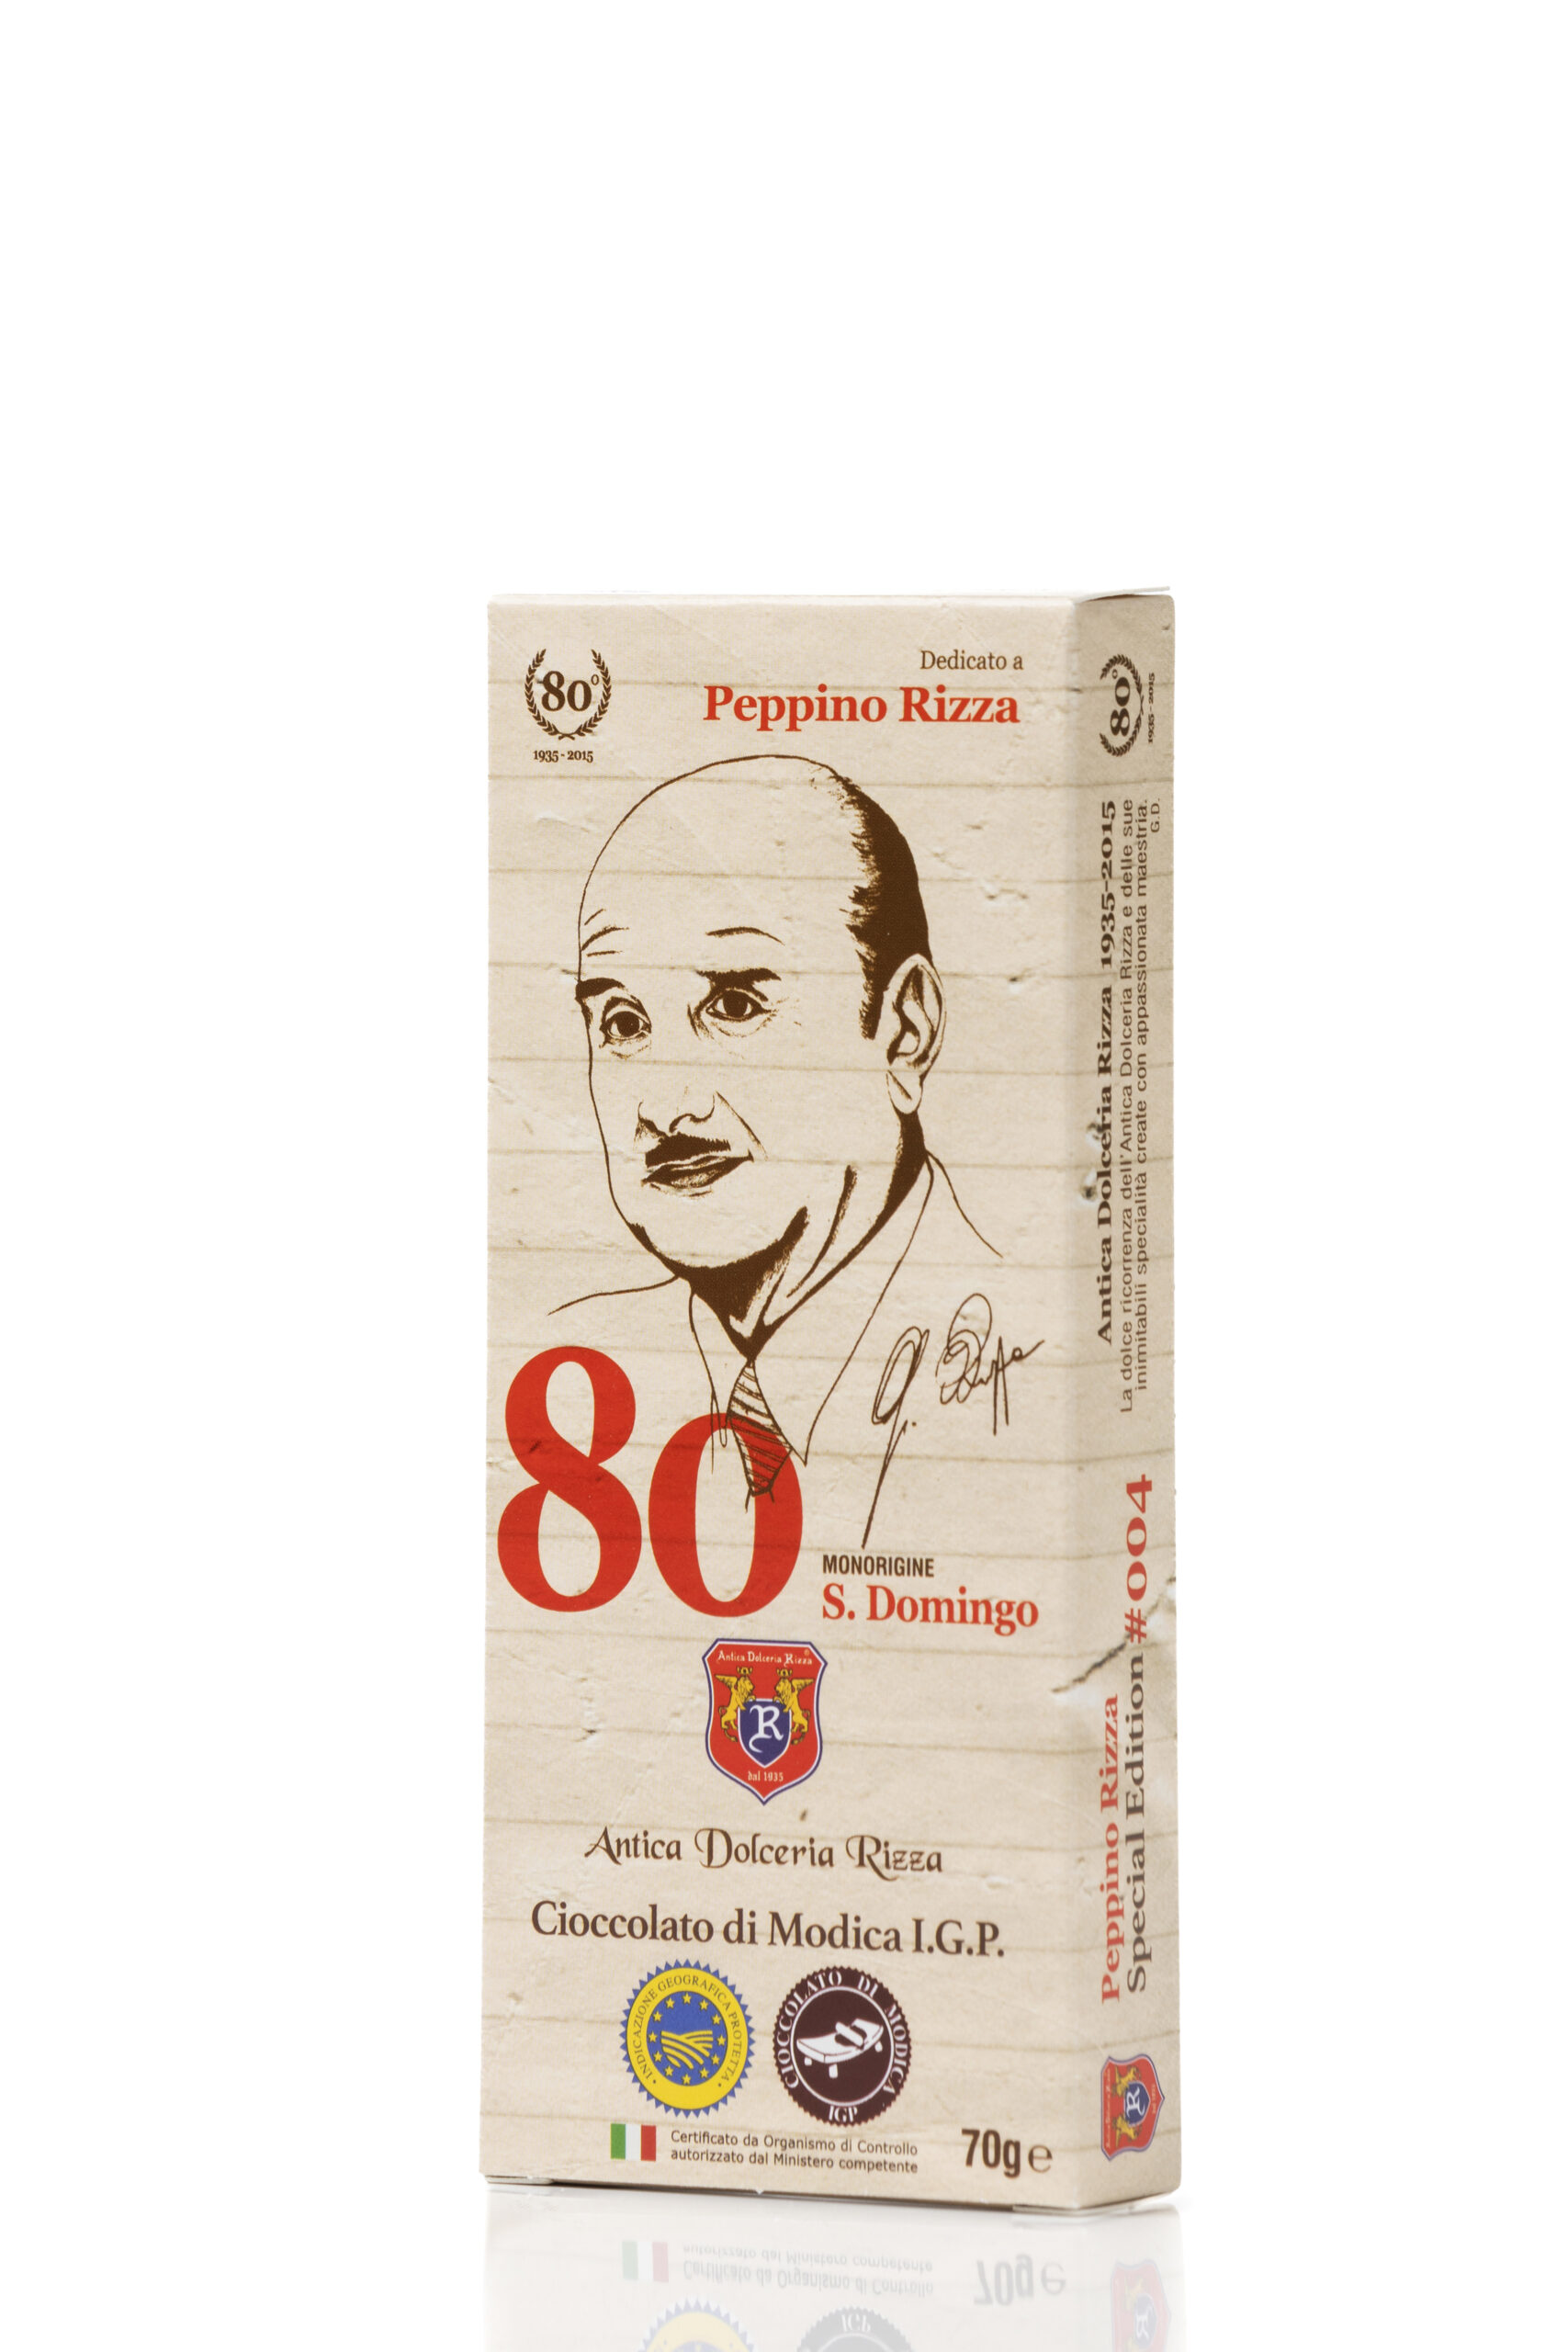 80°
1935 - 2015
Dedicato a
Peppino Rizza
G. Rizza
80
MONORIGINE
S. Domingo
Antica Dolceria Rizza®
R
dal 1935
Antica Dolceria Rizza
Cioccolato di Modica I.G.P.
INDICAZIONE GEOGRAFICA PROTETTA
CIOCCOLATO DI MODICA
IGP
Certificato da Organismo di Controllo
autorizzato dal Ministero competente
70g e
80°
1935 - 2015
Antica Dolceria Rizza 1935-2015
La dolce ricorrenza dell'Antica Dolceria Rizza e delle sue
inimitabili specialità create con appassionata maestria.
G.D.
Peppino Rizza
Special Edition #004
R